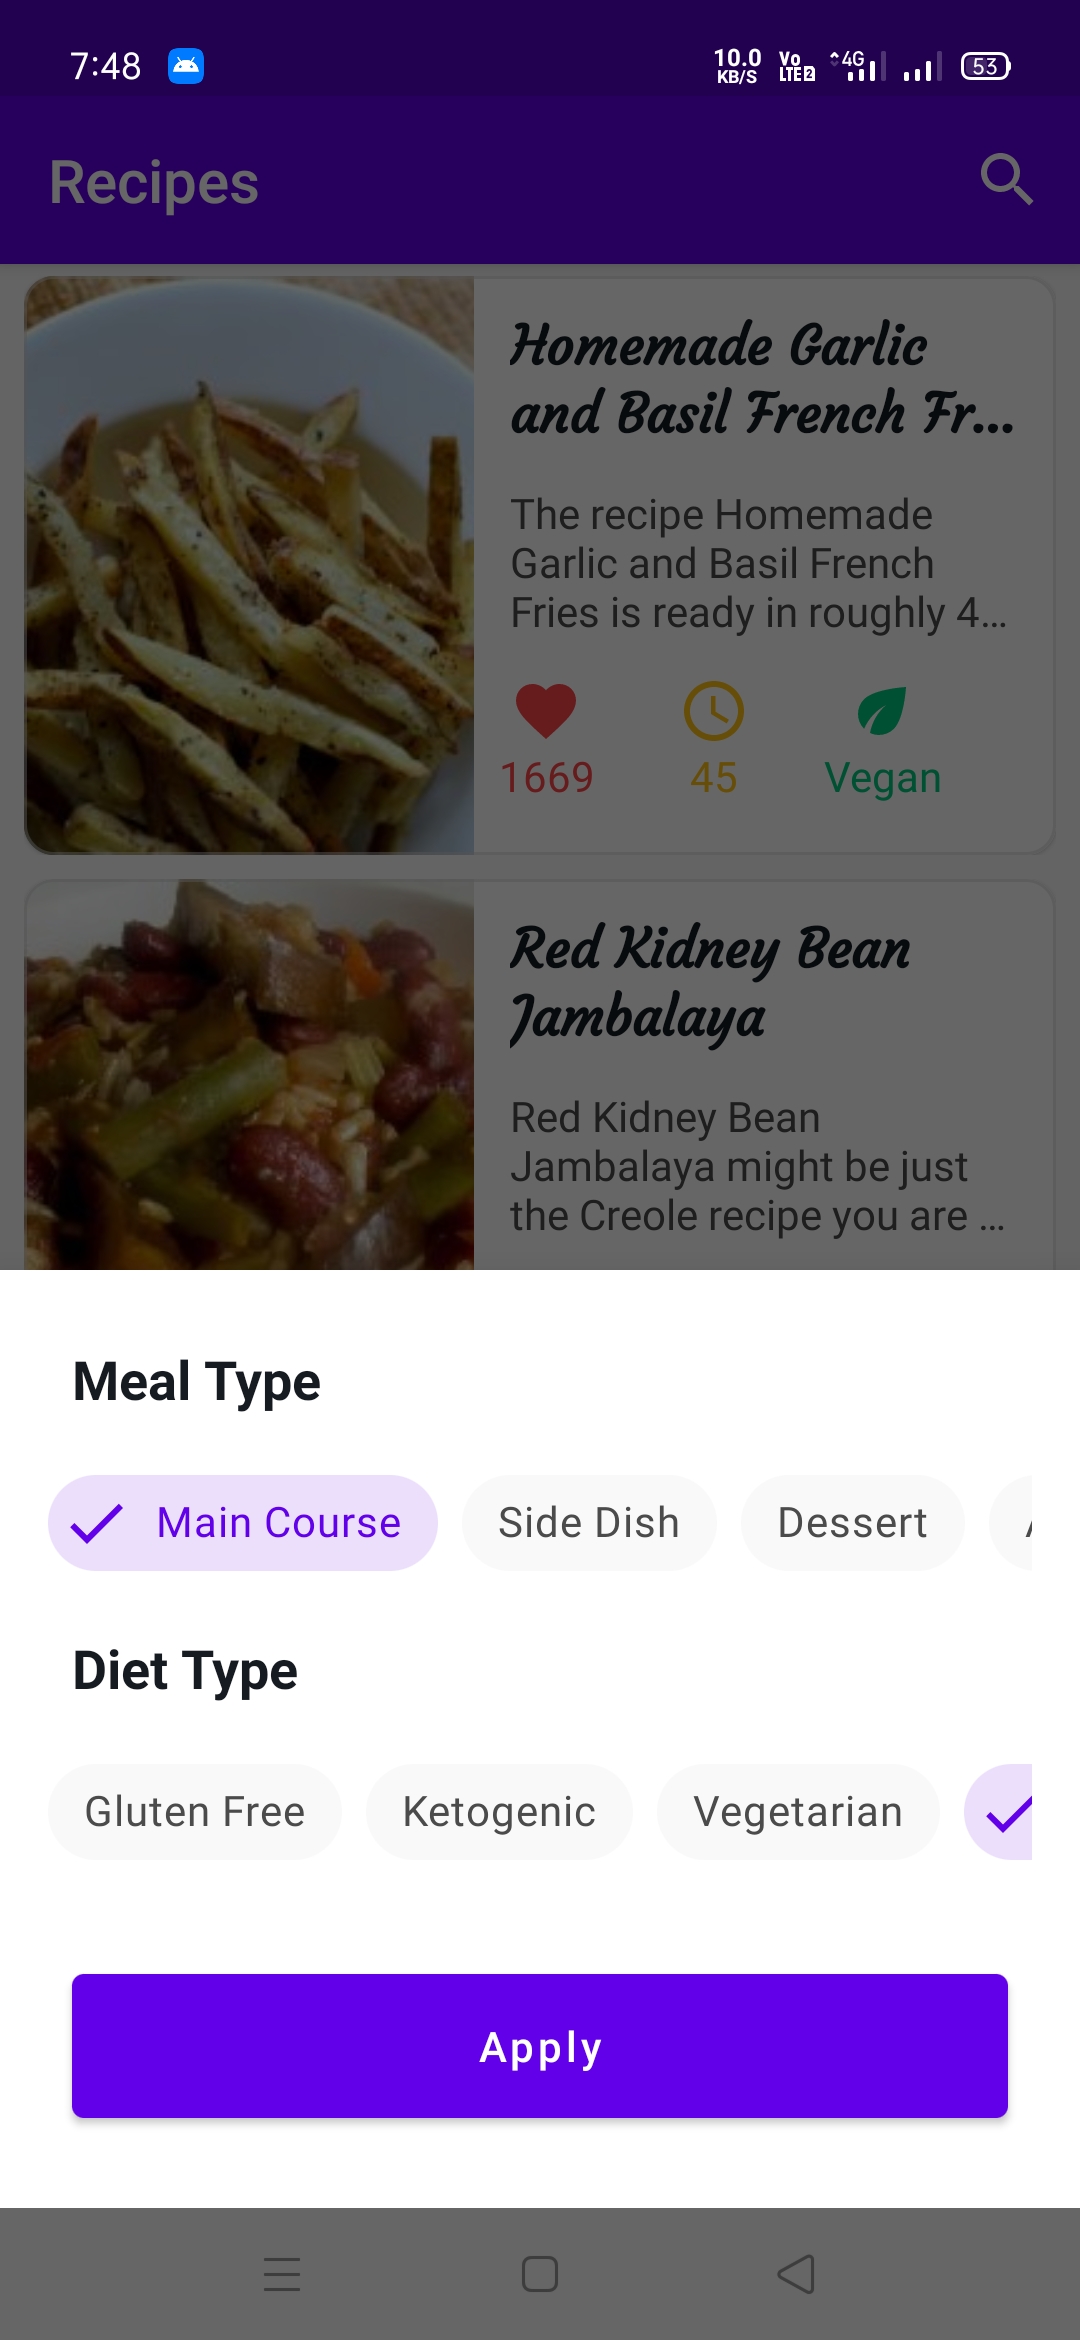 7:48
10.0
KB/S
Vo
LTE 2
4G
53
Recipes
Homemade Garlic
and Basil French Fr...
The recipe Homemade
Garlic and Basil French
Fries is ready in roughly 4...
1669
45
Vegan
Red Kidney Bean
Jambalaya
Red Kidney Bean
Jambalaya might be just
the Creole recipe you are ...
Meal Type
Main Course
Side Dish
Dessert
Diet Type
Gluten Free
Ketogenic
Vegetarian
Apply